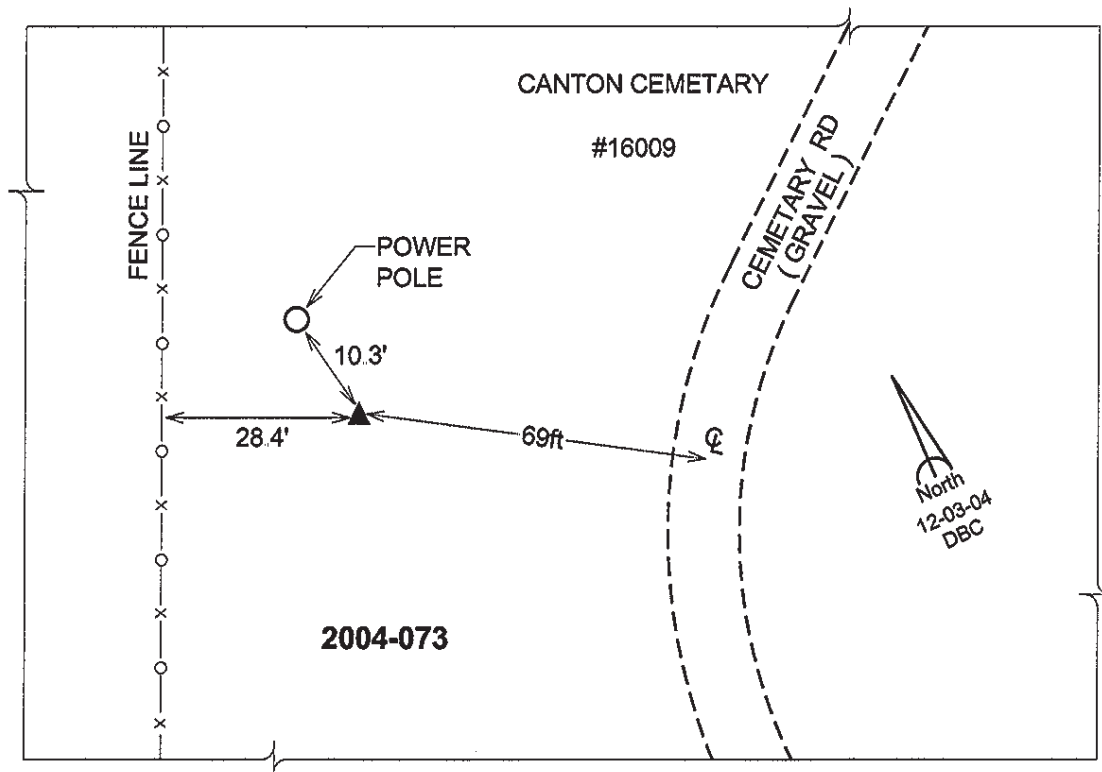 CANTON CEMETARY
#16009
FENCE LINE
CEMETARY RD
( GRAVEL )
POWER
POLE
10.3'
28.4'
69ft
℄
North
12-03-04
DBC
2004-073